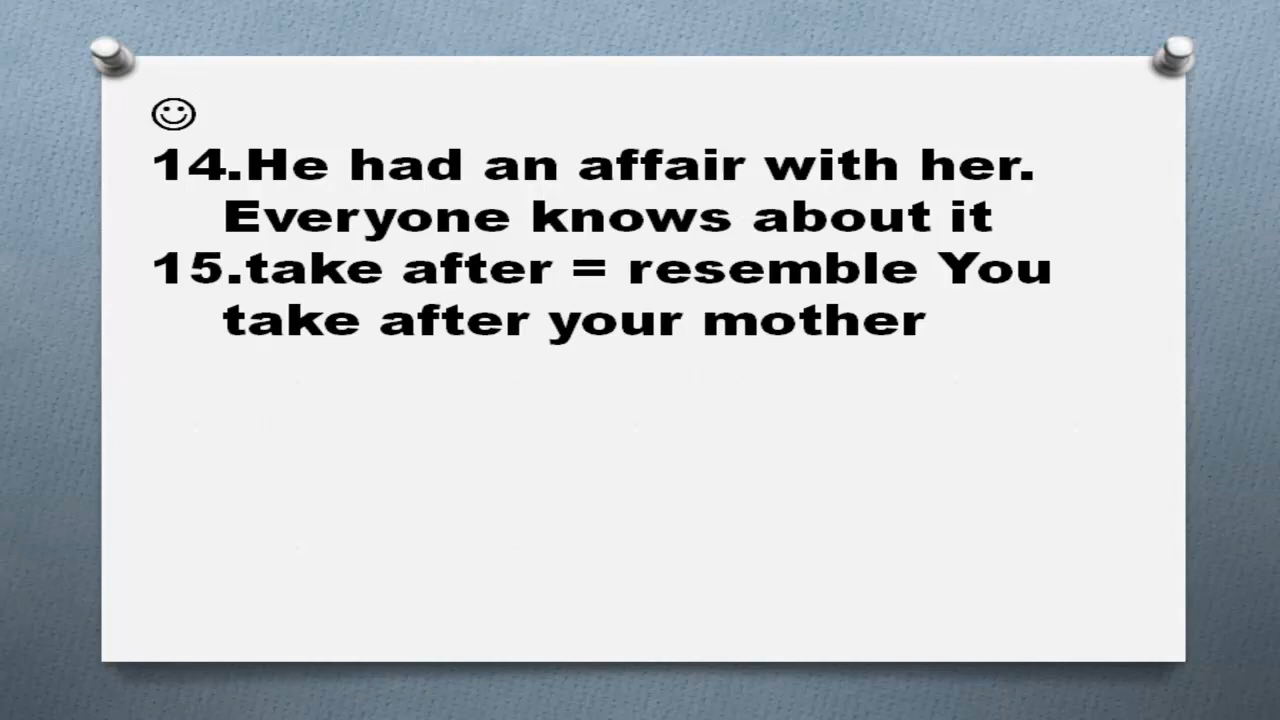 ☺
14.He had an affair with her.
Everyone knows about it
15.take after = resemble You
take after your mother